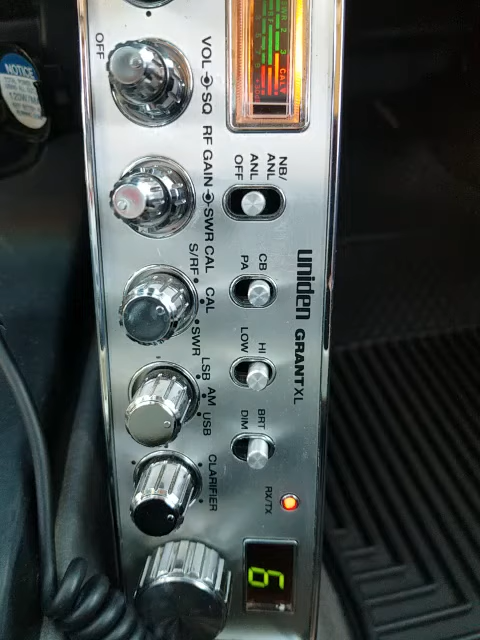 OFF
VOL SQ
RF GAIN SWR CAL
S/RF
CAL
SWR
LSB
AM
USB
CLARIFIER
NB/
ANL
ANL
OFF
CB
PA
HI
LOW
BRT
DIM
uniden
GRANT XL
RX/TX
6
NOTICE
CAL